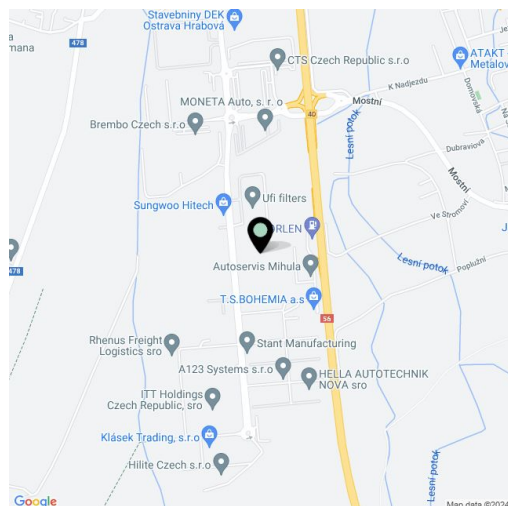 Stavebniny DEK
Ostrava Hrabová
mana
478
CTS Czech Republic s.r.o
ATAKT
Metalov
K Nadjezdu
Mostní
40
MONETA Auto, s. r. o
Brembo Czech s.r.o
Lesní potok
Domovská
Dubraviova
Mostní
Ufi filters
Sungwoo Hitech
Ve Stromoví
RLEN
478
Autoservis Mihula
Lesní potok
Poplužní
T.S.BOHEMIA a.s
56
Rhenus Freight
Logistics sro
Stant Manufacturing
A123 Systems s.r.o
HELLA AUTOTECHNIK
NOVA sro
ITT Holdings
Czech Republic, sro
Klásek Trading, s.r.o
Hilite Czech s.r.o
Lesní potok
Google
Map data ©2024